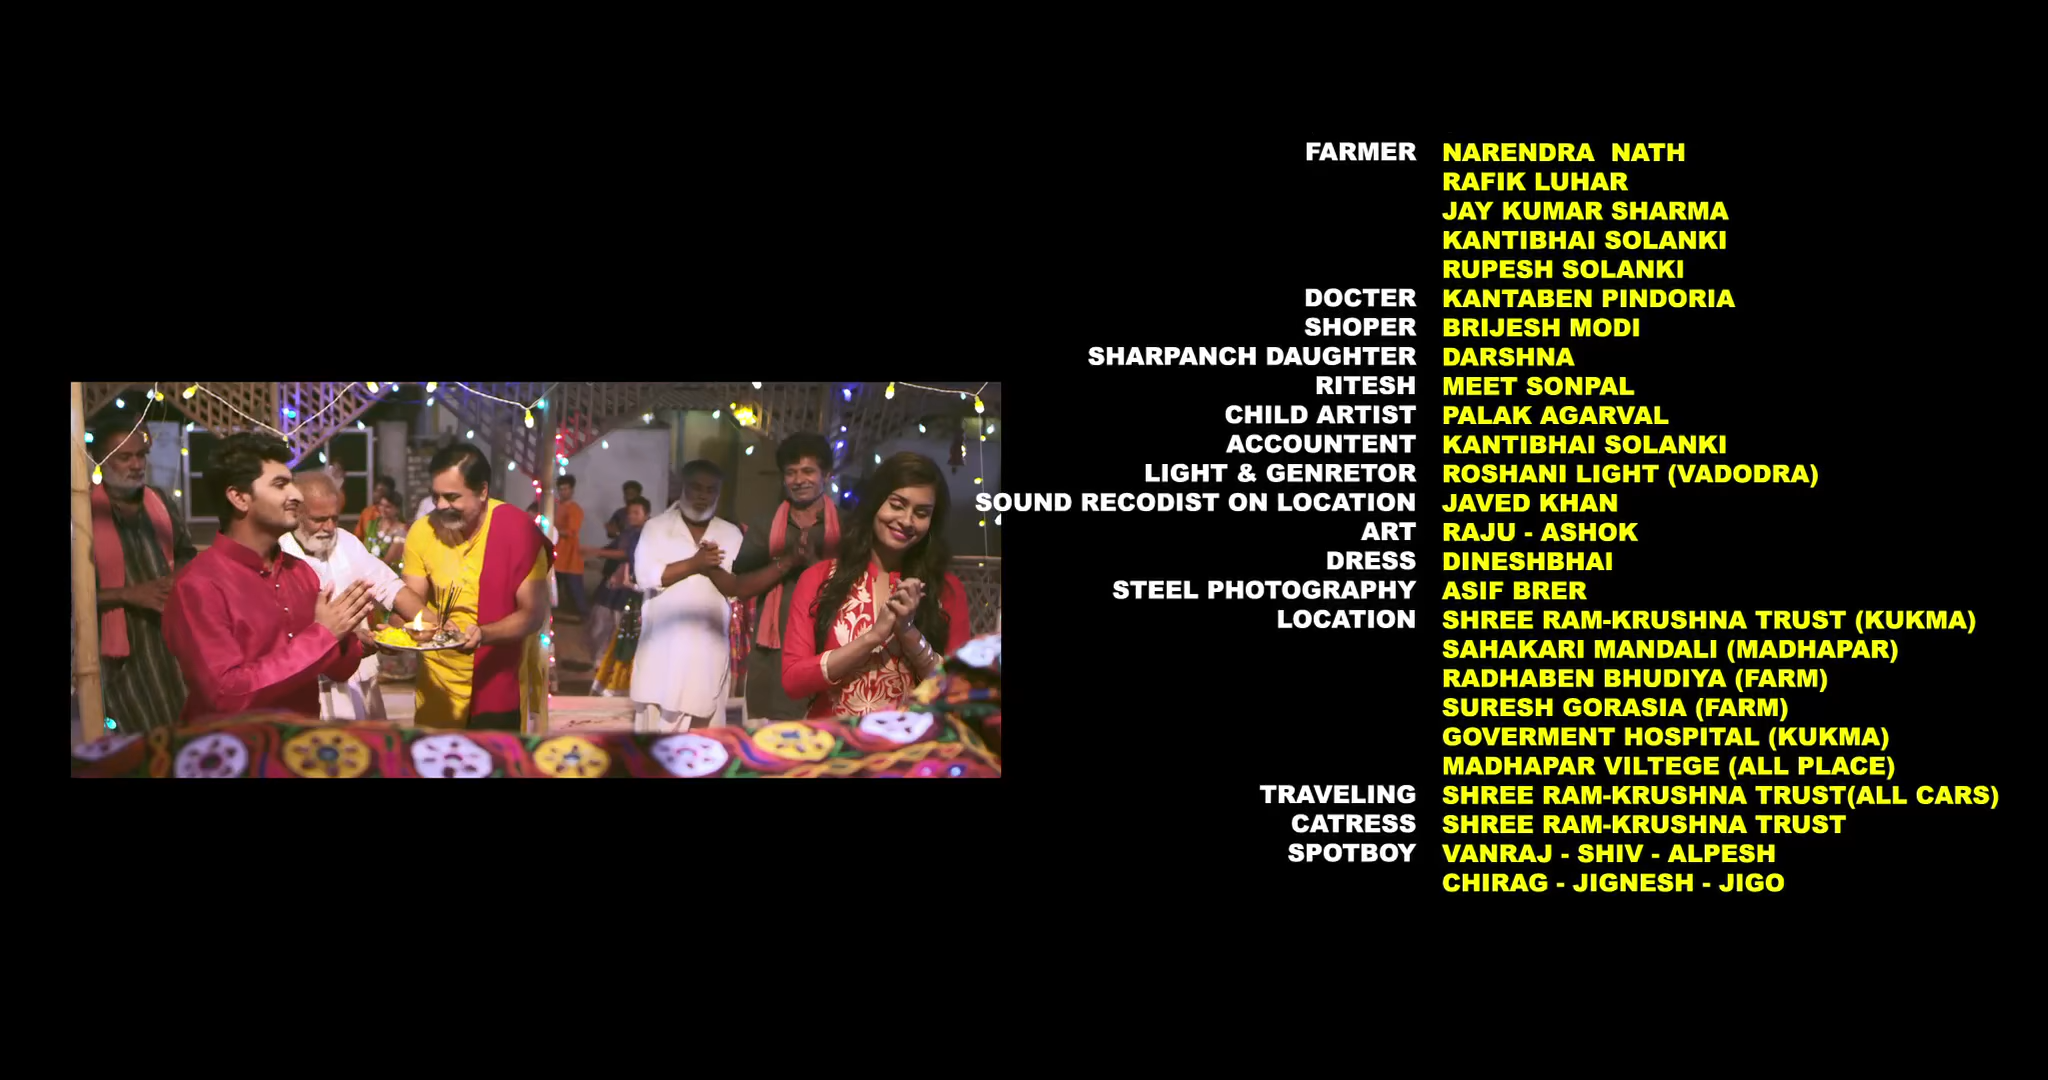 FARMER NARENDRA NATH
RAFIK LUHAR
JAY KUMAR SHARMA
KANTIBHAI SOLANKI
RUPESH SOLANKI
DOCTER KANTABEN PINDORIA
SHOPER BRIJESH MODI
SHARPANCH DAUGHTER DARSHNA
RITESH MEET SONPAL
CHILD ARTIST PALAK AGARVAL
ACCOUNTENT KANTIBHAI SOLANKI
LIGHT & GENRETOR ROSHANI LIGHT (VADODRA)
SOUND RECODIST ON LOCATION JAVED KHAN
ART RAJU - ASHOK
DRESS DINESHBHAI
STEEL PHOTOGRAPHY ASIF BRER
LOCATION SHREE RAM-KRUSHNA TRUST (KUKMA)
SAHAKARI MANDALI (MADHAPAR)
RADHABEN BHUDIYA (FARM)
SURESH GORASIA (FARM)
GOVERMENT HOSPITAL (KUKMA)
MADHAPAR VILTEGE (ALL PLACE)
TRAVELING SHREE RAM-KRUSHNA TRUST(ALL CARS)
CATRESS SHREE RAM-KRUSHNA TRUST
SPOTBOY VANRAJ - SHIV - ALPESH
CHIRAG - JIGNESH - JIGO